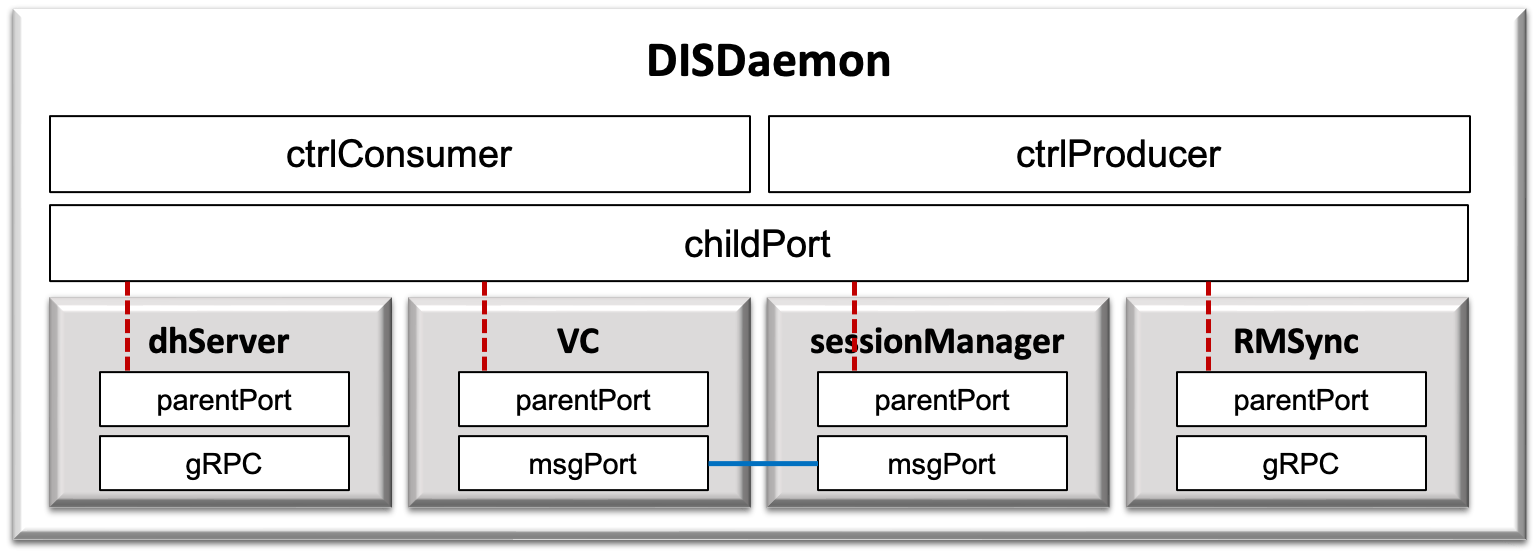 DISDaemon
ctrlConsumer
ctrlProducer
childPort
dhServer
VC
sessionManager
RMSync
parentPort
parentPort
parentPort
parentPort
gRPC
msgPort
msgPort
gRPC